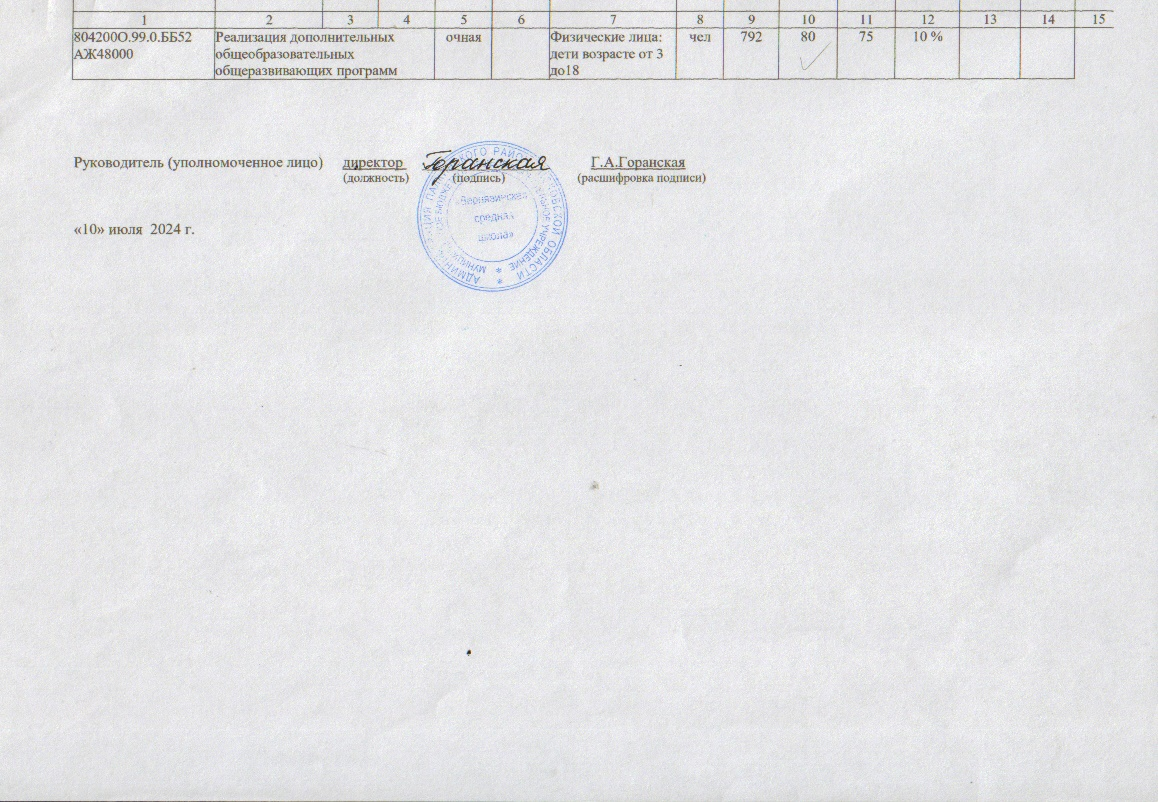 1 2 3 4 5 6 7 8 9 10 11 12 13 14 15
804200О.99.0.ББ52 Реализация дополнительных очная Физические лица: чел 792 80 75 10 %
АЖ48000 общеобразовательных дети возрасте от 3
общеразвивающих программ до18
Руководитель (уполномоченное лицо) директор Горанская Г.А.Горанская
(должность) (подпись) (расшифровка подписи)
«10» июля 2024 г.
ОБЛАСТИ
УЧРЕЖДЕНИЕ
средняя
школа»